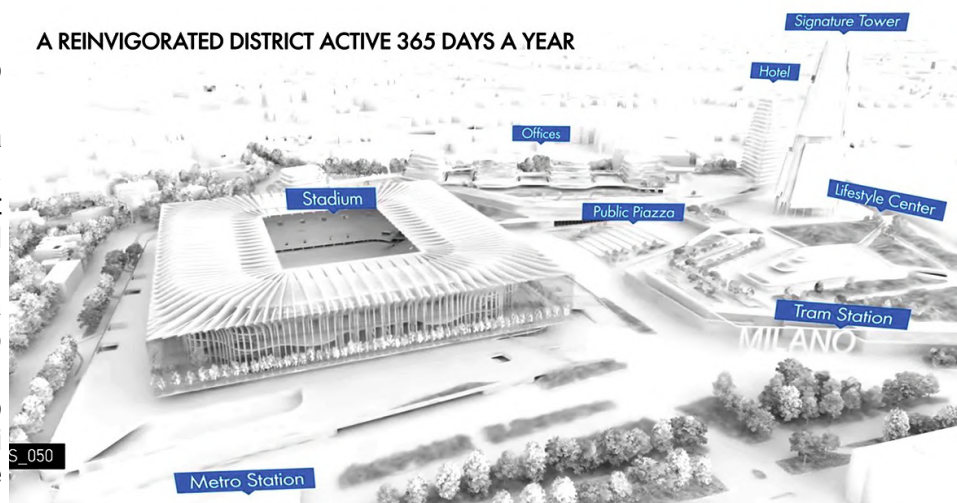 A REINVIGORATED DISTRICT ACTIVE 365 DAYS A YEAR
Signature Tower
Hotel
Offices
Stadium
Public Piazza
Lifestyle Center
Tram Station
MILANO
S_050
Metro Station